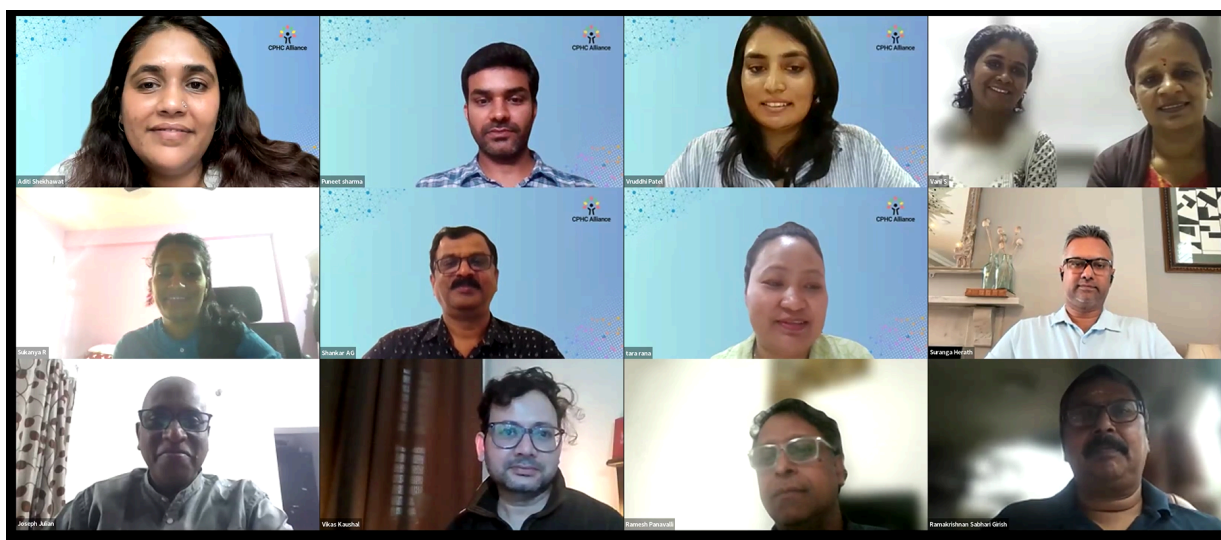 CPHC Alliance
CPHC Alliance
CPHC Alliance
Aditi Shekhawat
Puneet sharma
Vruddhi Patel
Vani S
CPHC Alliance
CPHC Alliance
Sukanya R
Shankar AG
tara rana
Suranga Herath
Joseph Julian
Vikas Kaushal
Ramesh Panavalli
Ramakrishnan Sabhari Girish